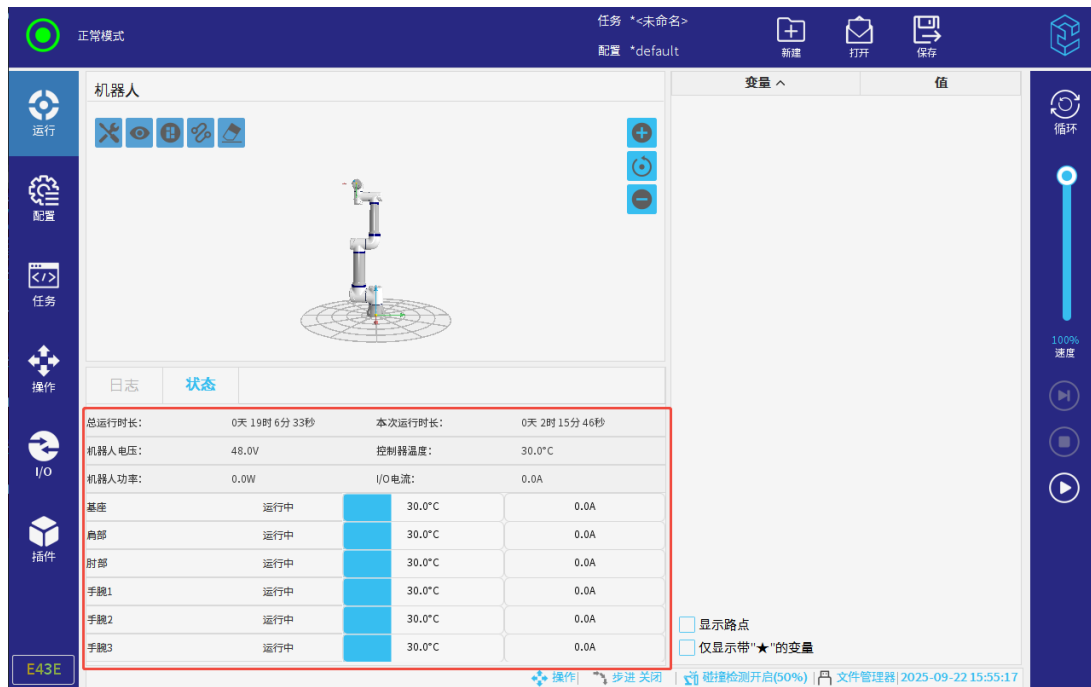 正常模式
任务 *<未命名>
配置 *default
新建
打开
保存
运行
配置
任务
操作
I/O
插件
E43E
机器人
日志
状态
总运行时长: 0天 19时 6分 33秒 本次运行时长: 0天 2时 15分 46秒
机器人电压: 48.0V 控制器温度: 30.0°C
机器人功率: 0.0W I/O电流: 0.0A
基座 运行中 30.0°C 0.0A
肩部 运行中 30.0°C 0.0A
肘部 运行中 30.0°C 0.0A
手腕1 运行中 30.0°C 0.0A
手腕2 运行中 30.0°C 0.0A
手腕3 运行中 30.0°C 0.0A
变量 值
显示路点
仅显示带"★"的变量
循环
100%
速度
操作| 步进 关闭 | 碰撞检测开启(50%) | 文件管理器| 2025-09-22 15:55:17